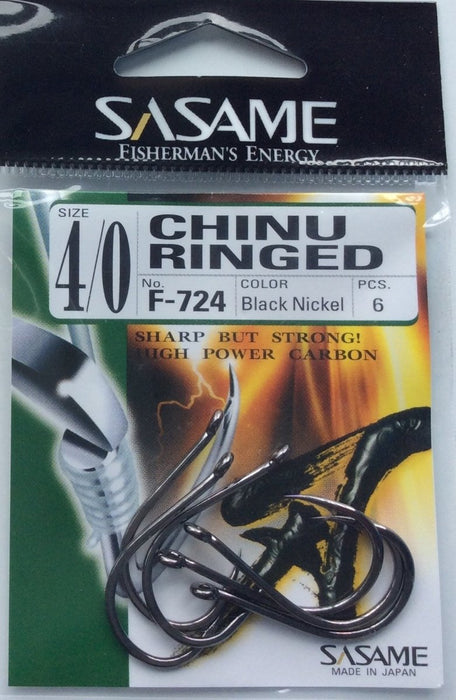 SASAME
FISHERMAN'S ENERGY
SIZE
4/0
CHINU
RINGED
No.
F-724
COLOR
Black Nickel
PCS.
6
SHARP BUT STRONG!
HIGH POWER CARBON
SASAME
MADE IN JAPAN